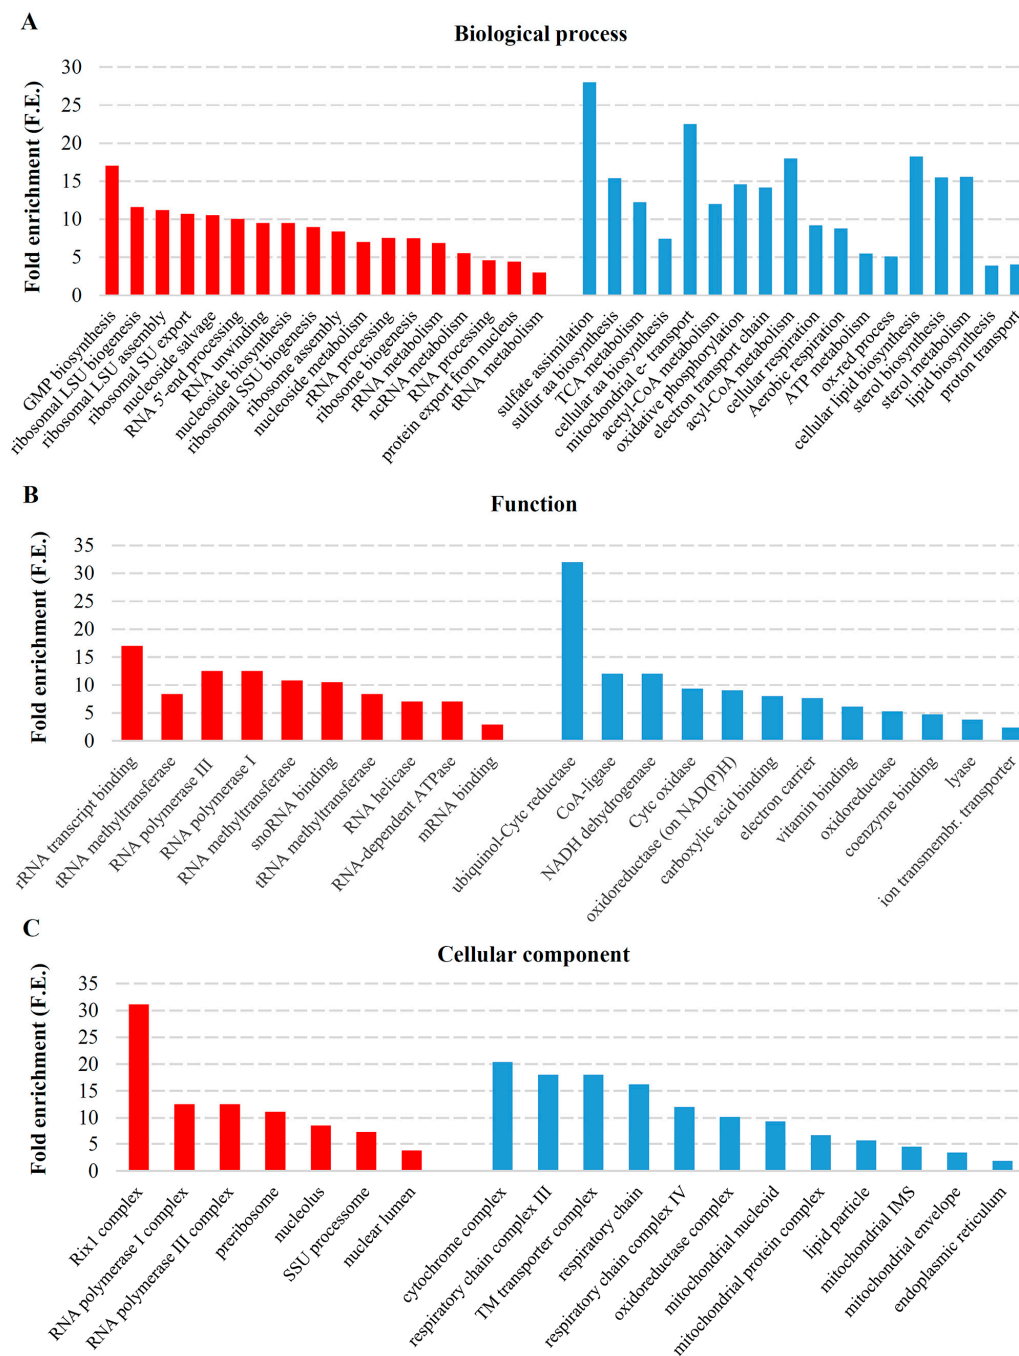 A
Biological process
Fold enrichment (F.E.)
30
25
20
15
10
5
0
GMP biosynthesis
ribosomal LSU biogenesis
ribosomal LSU assembly
ribosomal SSU export
nucleoside salvage
RNA 5'-end processing
RNA unwinding
nucleoside biosynthesis
ribosomal SSU biogenesis
ribosome assembly
nucleoside metabolism
rRNA processing
ribosome biogenesis
rRNA metabolism
ncRNA metabolism
RNA processing
protein export from nucleus
tRNA metabolism
sulfate assimilation
sulfur aa biosynthesis
TCA metabolism
cellular aa biosynthesis
mitochondrial e- transport
acetyl-CoA metabolism
oxidative phosphorylation
electron transport chain
acyl-CoA metabolism
cellular respiration
Aerobic respiration
ATP metabolism
ox-red process
cellular lipid biosynthesis
sterol biosynthesis
sterol metabolism
lipid biosynthesis
proton transport
B
Function
Fold enrichment (F.E.)
35
30
25
20
15
10
5
0
rRNA transcript binding
tRNA methyltransferase
RNA polymerase III
RNA polymerase I
RNA methyltransferase
snoRNA binding
tRNA methyltransferase
RNA helicase
RNA-dependent ATPase
mRNA binding
ubiquinol-Cytc reductase
CoA-ligase
NADH dehydrogenase
Cytc oxidase
oxidoreductase (on NAD(P)H)
carboxylic acid binding
electron carrier
vitamin binding
oxidoreductase
coenzyme binding
lyase
ion transmembr. transporter
C
Cellular component
Fold enrichment (F.E.)
35
30
25
20
15
10
5
0
Rix1 complex
RNA polymerase I complex
RNA polymerase III complex
preribosome
nucleolus
SSU processome
nuclear lumen
cytochrome complex
respiratory chain complex III
TM transporter complex
respiratory chain
respiratory chain complex IV
oxidoreductase complex
mitochondrial nucleoid
mitochondrial protein complex
lipid particle
mitochondrial IMS
mitochondrial envelope
endoplasmic reticulum